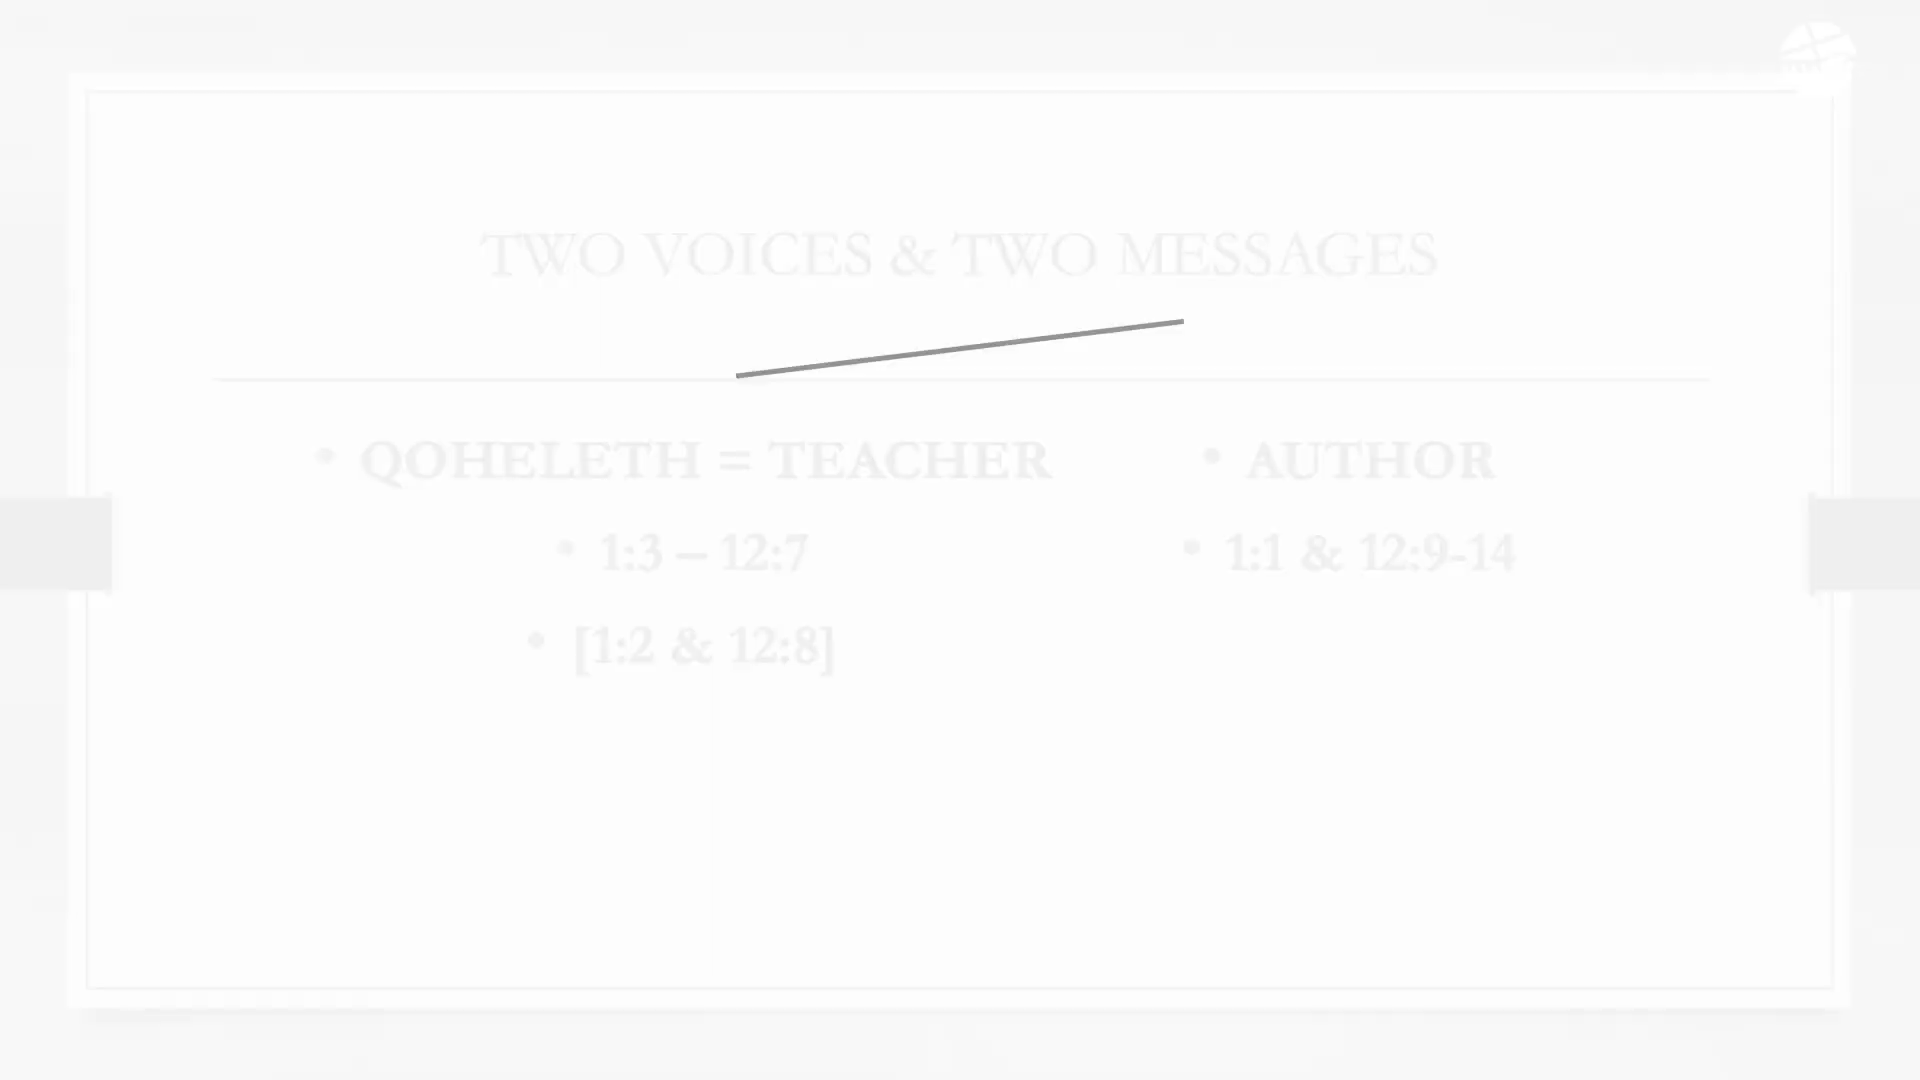 TWO VOICES & TWO MESSAGES
• QOHELETH = TEACHER
• 1:3 – 12:7
• [1:2 & 12:8]
• AUTHOR
• 1:1 & 12:9-14